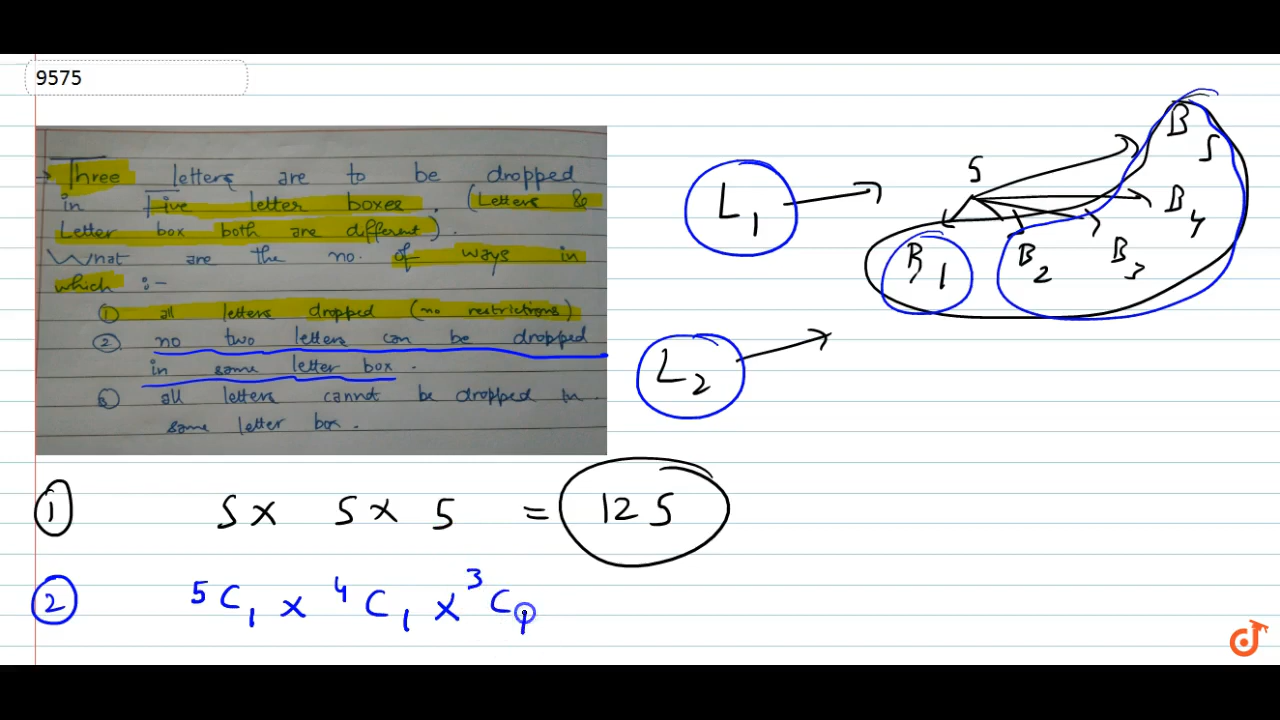 9575
Three letters are to be dropped
in Five letter boxes. (Letters &
Letter box both are different).
What are the no. of ways in
which :-
① all letters dropped (no restrictions)
② no two letters can be dropped
in same letter box.
③ all letters cannot be dropped in
same letter box.
L1 → 5 B1 B2 B3 B4 B5
L2 →
① 5 x 5 x 5 = 125
② ⁵C₁ x ⁴C₁ x ³C₁